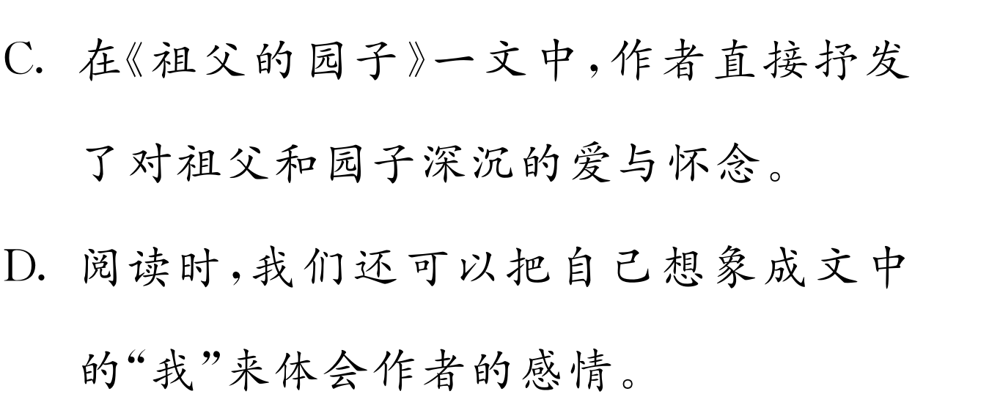 C. 在《祖父的园子》一文中,作者直接抒发
了对祖父和园子深沉的爱与怀念。
D. 阅读时,我们还可以把自己想象成文中
的“我”来体会作者的感情。